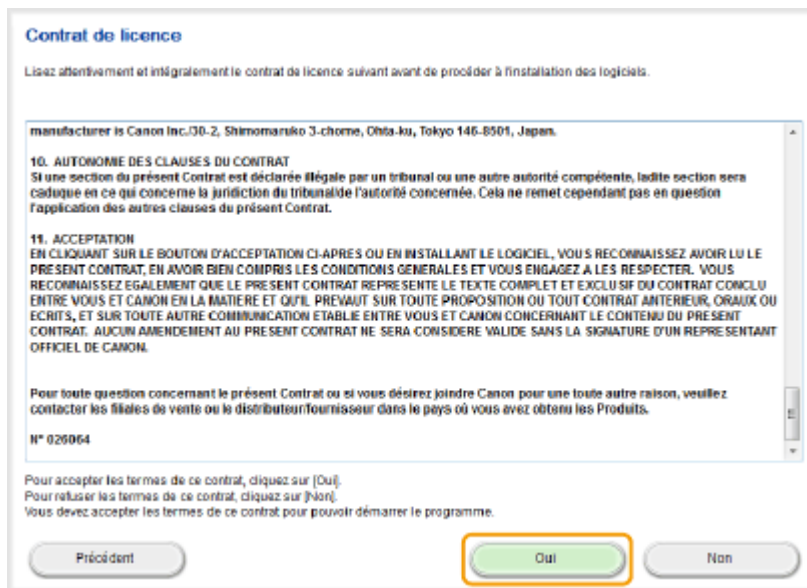 Contrat de licence
Lisez attentivement et intégralement le contrat de licence suivant avant de procéder à l'installation des logiciels.
manufacturer is Canon Inc./30-2, Shimomaruko 3-chome, Ohta-ku, Tokyo 146-8501, Japan.
10. AUTONOMIE DES CLAUSES DU CONTRAT
Si une section du présent Contrat est déclarée illégale par un tribunal ou une autre autorité compétente, ladite section sera
caduque en ce qui concerne la juridiction du tribunal/de l'autorité concernée. Cela ne remet cependant pas en question
l'application des autres clauses du présent Contrat.
11. ACCEPTATION
EN CLIQUANT SUR LE BOUTON D'ACCEPTATION CI-APRES OU EN INSTALLANT LE LOGICIEL, VOUS RECONNAISSEZ AVOIR LU LE
PRESENT CONTRAT, EN AVOIR BIEN COMPRIS LES CONDITIONS GENERALES ET VOUS ENGAGEZ A LES RESPECTER. VOUS
RECONNAISSEZ EGALEMENT QUE LE PRESENT CONTRAT REPRESENTE LE TEXTE COMPLET ET EXCLUSIF DU CONTRAT CONCLU
ENTRE VOUS ET CANON EN LA MATIERE ET QU'IL PREVAUT SUR TOUTE PROPOSITION OU TOUT CONTRAT ANTERIEUR, ORAUX OU
ECRITS, ET SUR TOUTE AUTRE COMMUNICATION ETABLIE ENTRE VOUS ET CANON CONCERNANT LE CONTENU DU PRESENT
CONTRAT. AUCUN AMENDEMENT AU PRESENT CONTRAT NE SERA CONSIDERE VALIDE SANS LA SIGNATURE D'UN REPRESENTANT
OFFICIEL DE CANON.
Pour toute question concernant le présent Contrat ou si vous désirez joindre Canon pour une toute autre raison, veuillez
contacter les filiales de vente ou le distributeur/fournisseur dans le pays où vous avez obtenu les Produits.
N° 026064
Pour accepter les termes de ce contrat, cliquez sur [Oui].
Pour refuser les termes de ce contrat, cliquez sur [Non].
Vous devez accepter les termes de ce contrat pour pouvoir démarrer le programme.
Précédent
Oui
Non